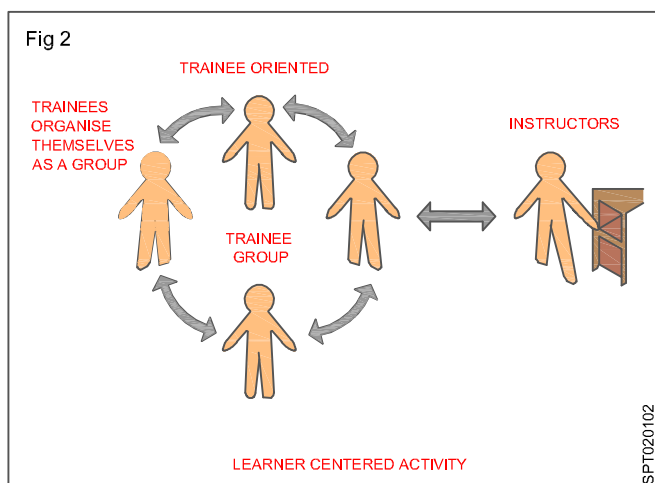 Fig 2
TRAINEE ORIENTED
TRAINEES
ORGANISE
THEMSELVES
AS A GROUP
INSTRUCTORS
TRAINEE
GROUP
LEARNER CENTERED ACTIVITY
SPT020102